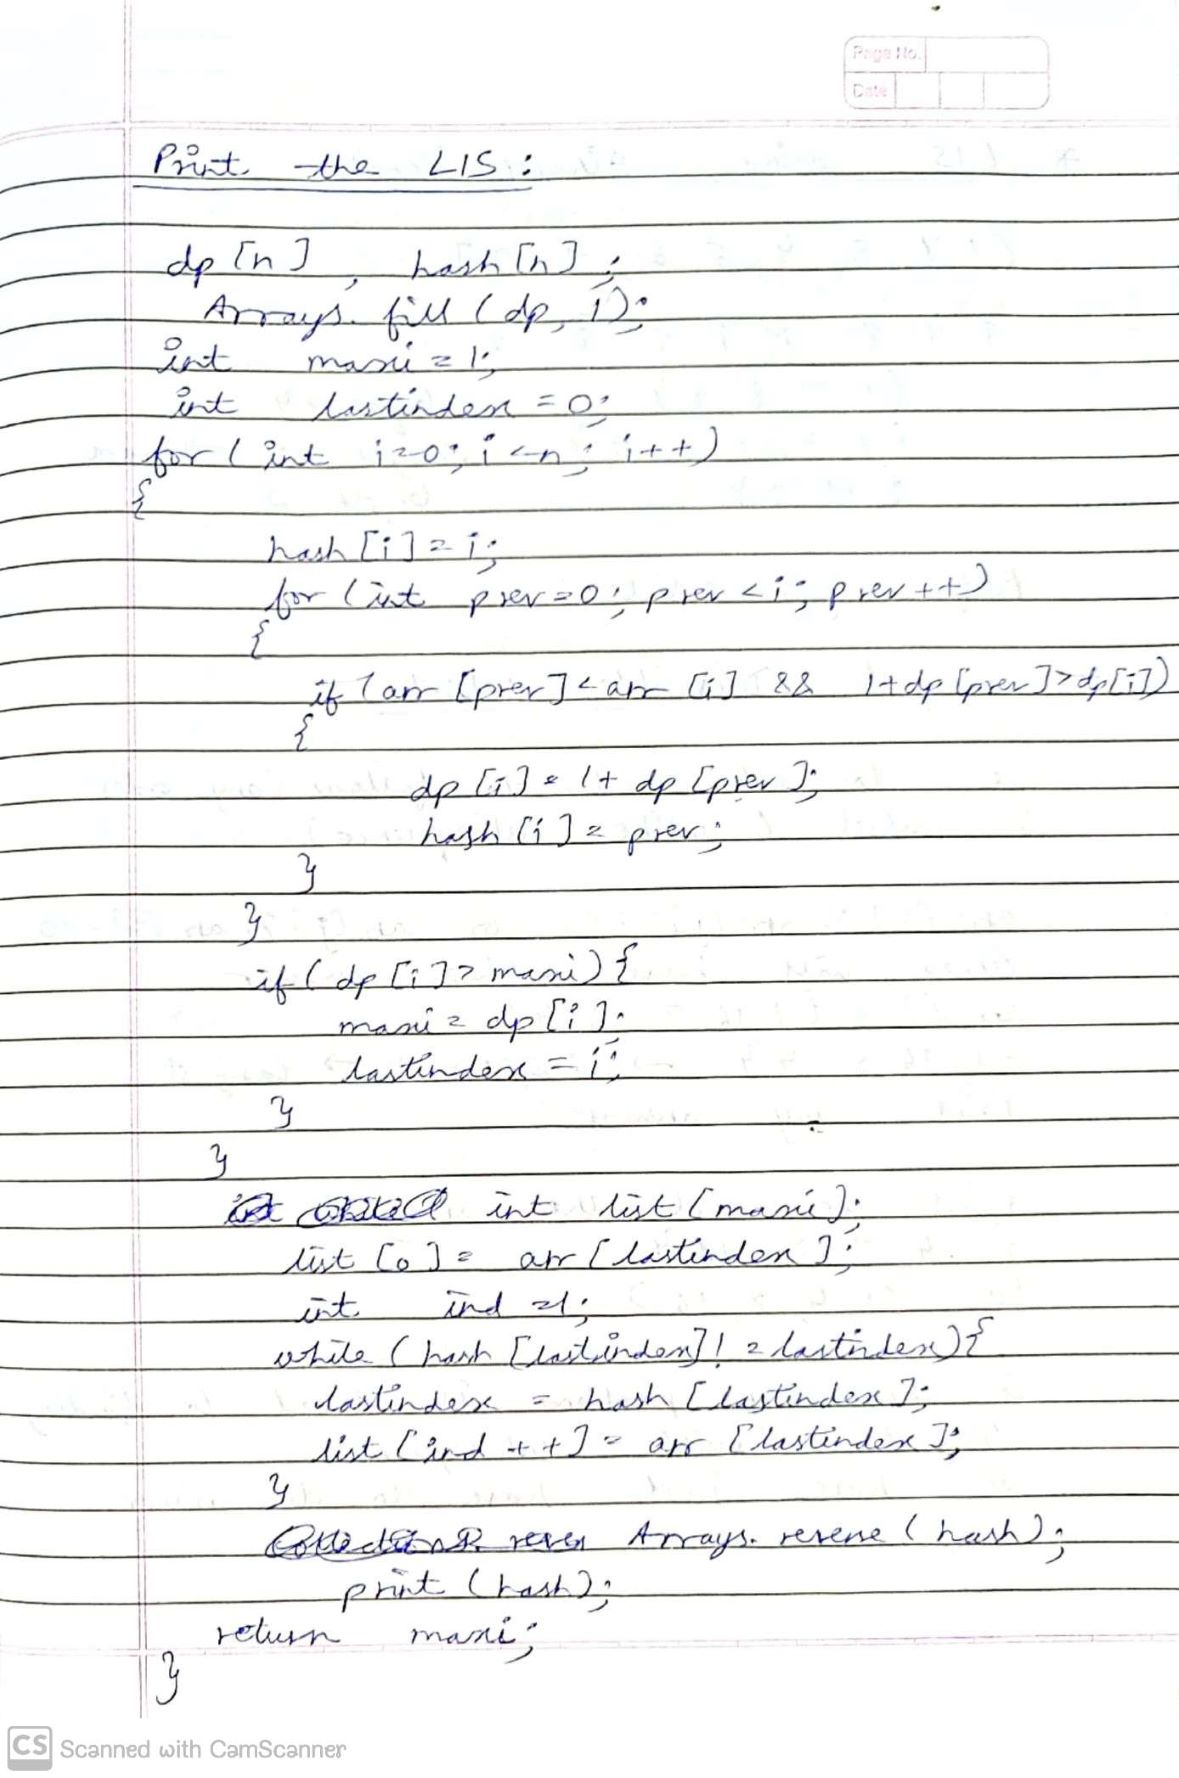 Page No.
Date
Print the LIS :
dp [n] , hash [n] ;
Arrays. fill (dp, 1);
int maxi = 1;
int lastindex = 0;
for (int i=0; i<n; i++)
{
hash [i] = i;
for (int prev=0; prev <i; prev ++)
{
if (arr [prev] < arr [i] && 1+dp [prev] > dp[i])
{
dp [i] = 1+ dp [prev];
hash [i] = prev;
}
}
if ( dp [i] > maxi) {
maxi = dp [i];
lastindex = i;
}
}
int list [maxi];
list [0] = arr [lastindex];
int ind =1;
while (hash [lastindex] != lastindex) {
lastindex = hash [lastindex];
list [ind ++] = arr [lastindex];
}
Arrays. reverse (hash);
print (hash);
return maxi;
}
CS Scanned with CamScanner